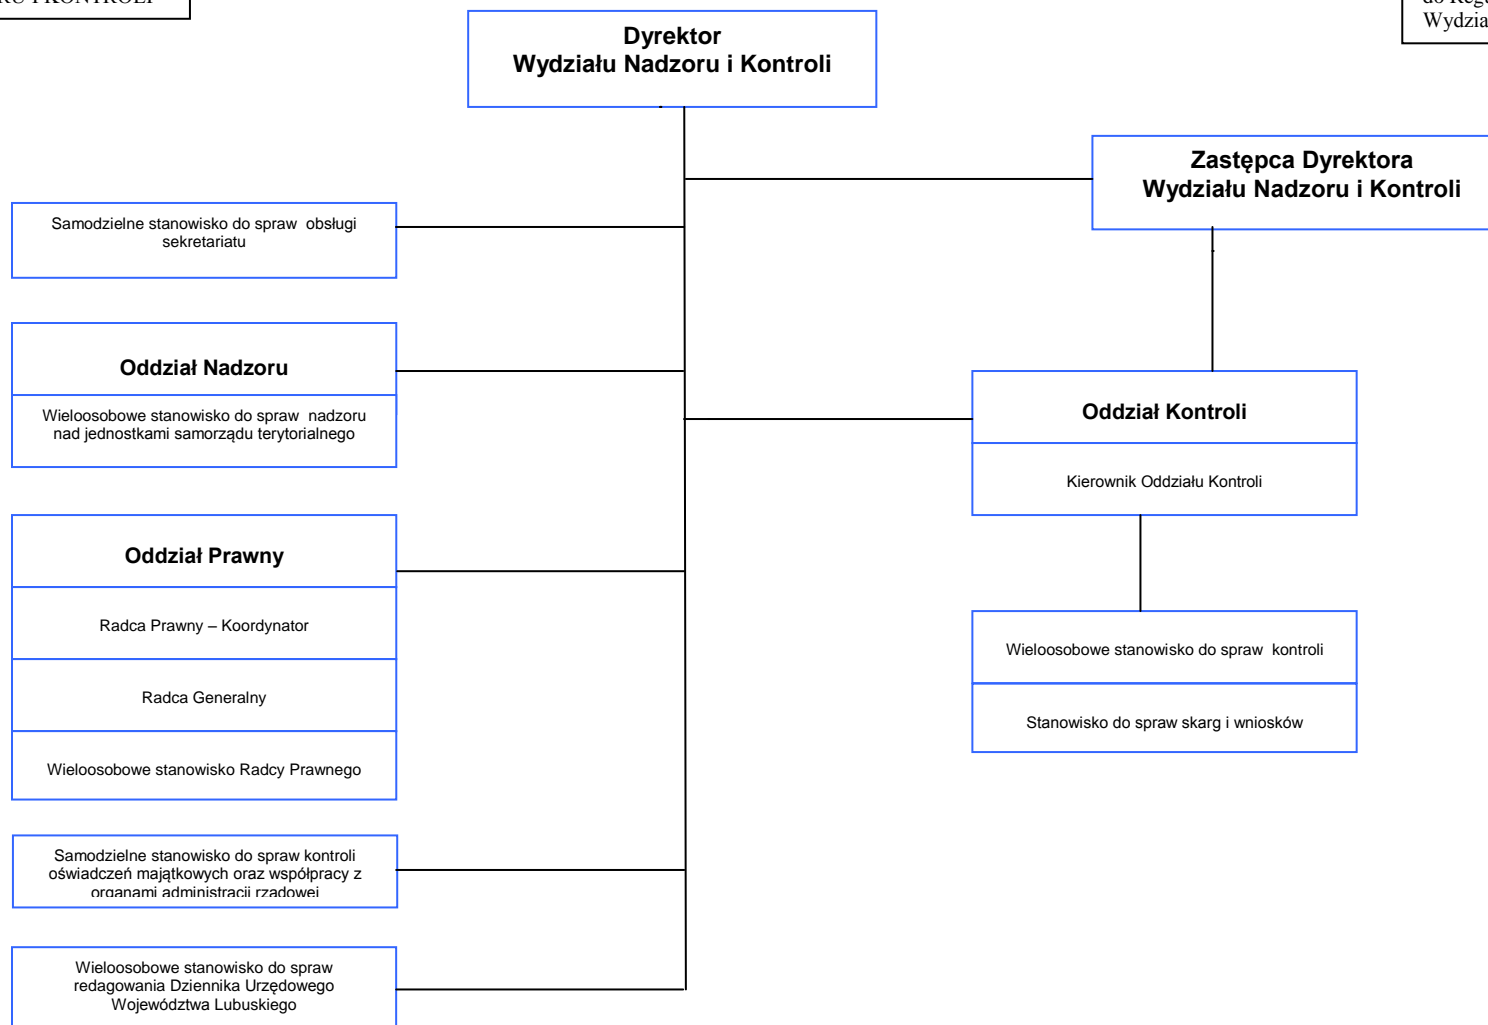 I KONTROLI
Wydzia
Dyrektor
Wydziału Nadzoru i Kontroli
Zastępca Dyrektora
Wydziału Nadzoru i Kontroli
Samodzielne stanowisko do spraw obsługi
sekretariatu
Oddział Nadzoru
Wieloosobowe stanowisko do spraw nadzoru
nad jednostkami samorządu terytorialnego
Oddział Kontroli
Kierownik Oddziału Kontroli
Oddział Prawny
Radca Prawny – Koordynator
Radca Generalny
Wieloosobowe stanowisko Radcy Prawnego
Wieloosobowe stanowisko do spraw kontroli
Stanowisko do spraw skarg i wniosków
Samodzielne stanowisko do spraw kontroli
oświadczeń majątkowych oraz współpracy z
organami administracji rządowej
Wieloosobowe stanowisko do spraw
redagowania Dziennika Urzędowego
Województwa Lubuskiego